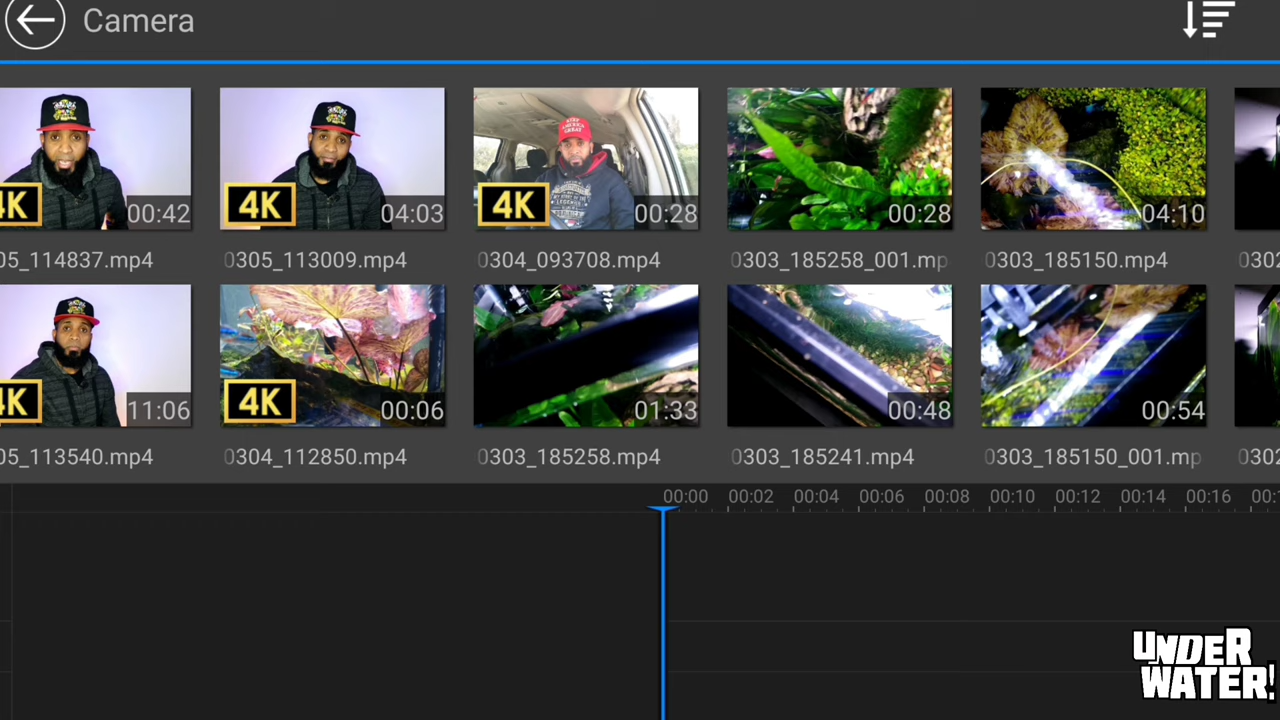 Camera
4K 00:42
4K 04:03
4K 00:28
00:28
04:10
05_114837.mp4
0305_113009.mp4
0304_093708.mp4
0303_185258_001.mp
0303_185150.mp4
0302
4K 11:06
4K 00:06
01:33
00:48
00:54
05_113540.mp4
0304_112850.mp4
0303_185258.mp4
0303_185241.mp4
0303_185150_001.mp
0302
00:00 00:02 00:04 00:06 00:08 00:10 00:12 00:14 00:16
UNDER
WATER!